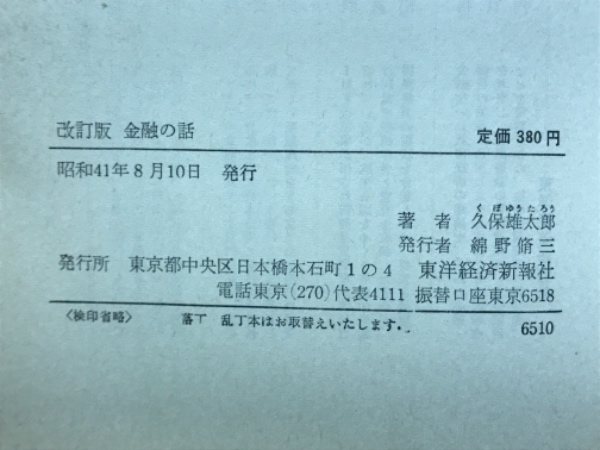 改訂版 金融の話 定価 380 円
昭和41年8月10日 発行
くぼゆうたろう
著者 久保雄太郎
発行者 綿野脩三
発行所 東京都中央区日本橋本石町1の4 東洋経済新報社
電話東京(270)代表4111 振替口座東京6518
〈検印省略〉 落丁 乱丁本はお取替えいたします. 6510